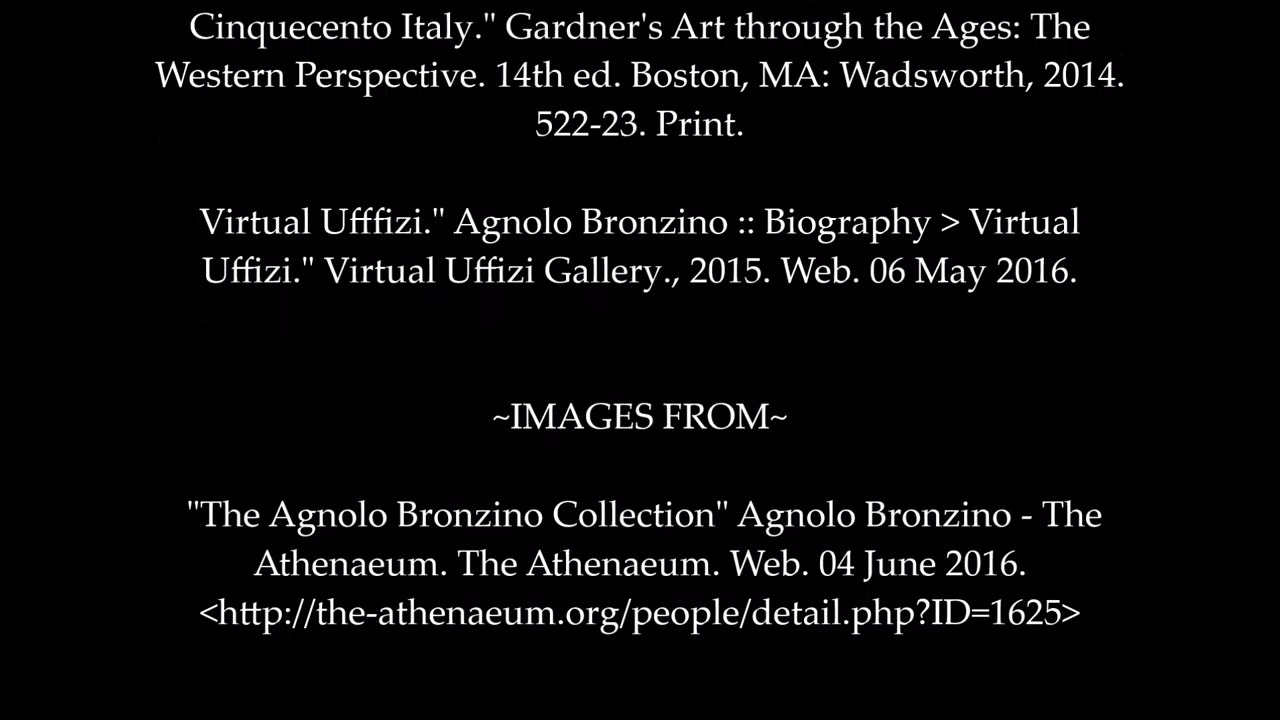 Cinquecento Italy." Gardner's Art through the Ages: The
Western Perspective. 14th ed. Boston, MA: Wadsworth, 2014.
522-23. Print.
Virtual Ufffizi." Agnolo Bronzino :: Biography > Virtual
Uffizi." Virtual Uffizi Gallery., 2015. Web. 06 May 2016.
~IMAGES FROM~
"The Agnolo Bronzino Collection" Agnolo Bronzino - The
Athenaeum. The Athenaeum. Web. 04 June 2016.
<http://the-athenaeum.org/people/detail.php?ID=1625>